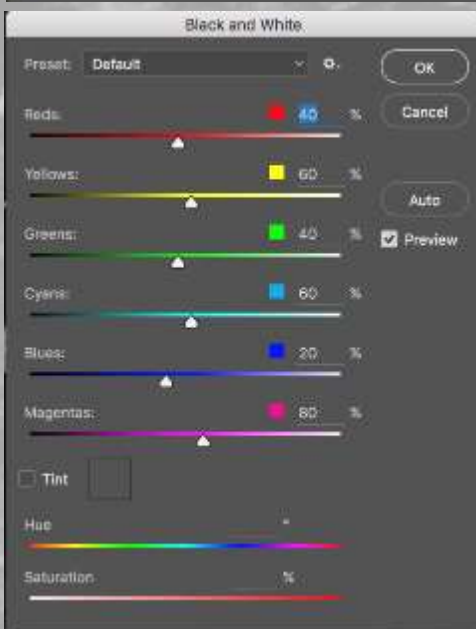 Black and White
Preset: Default
OK
Reds: 40 %
Cancel
Yellows: 60 %
Auto
Greens: 40 %
Preview
Cyans: 60 %
Blues: 20 %
Magentas: 80 %
Tint
Hue °
Saturation %